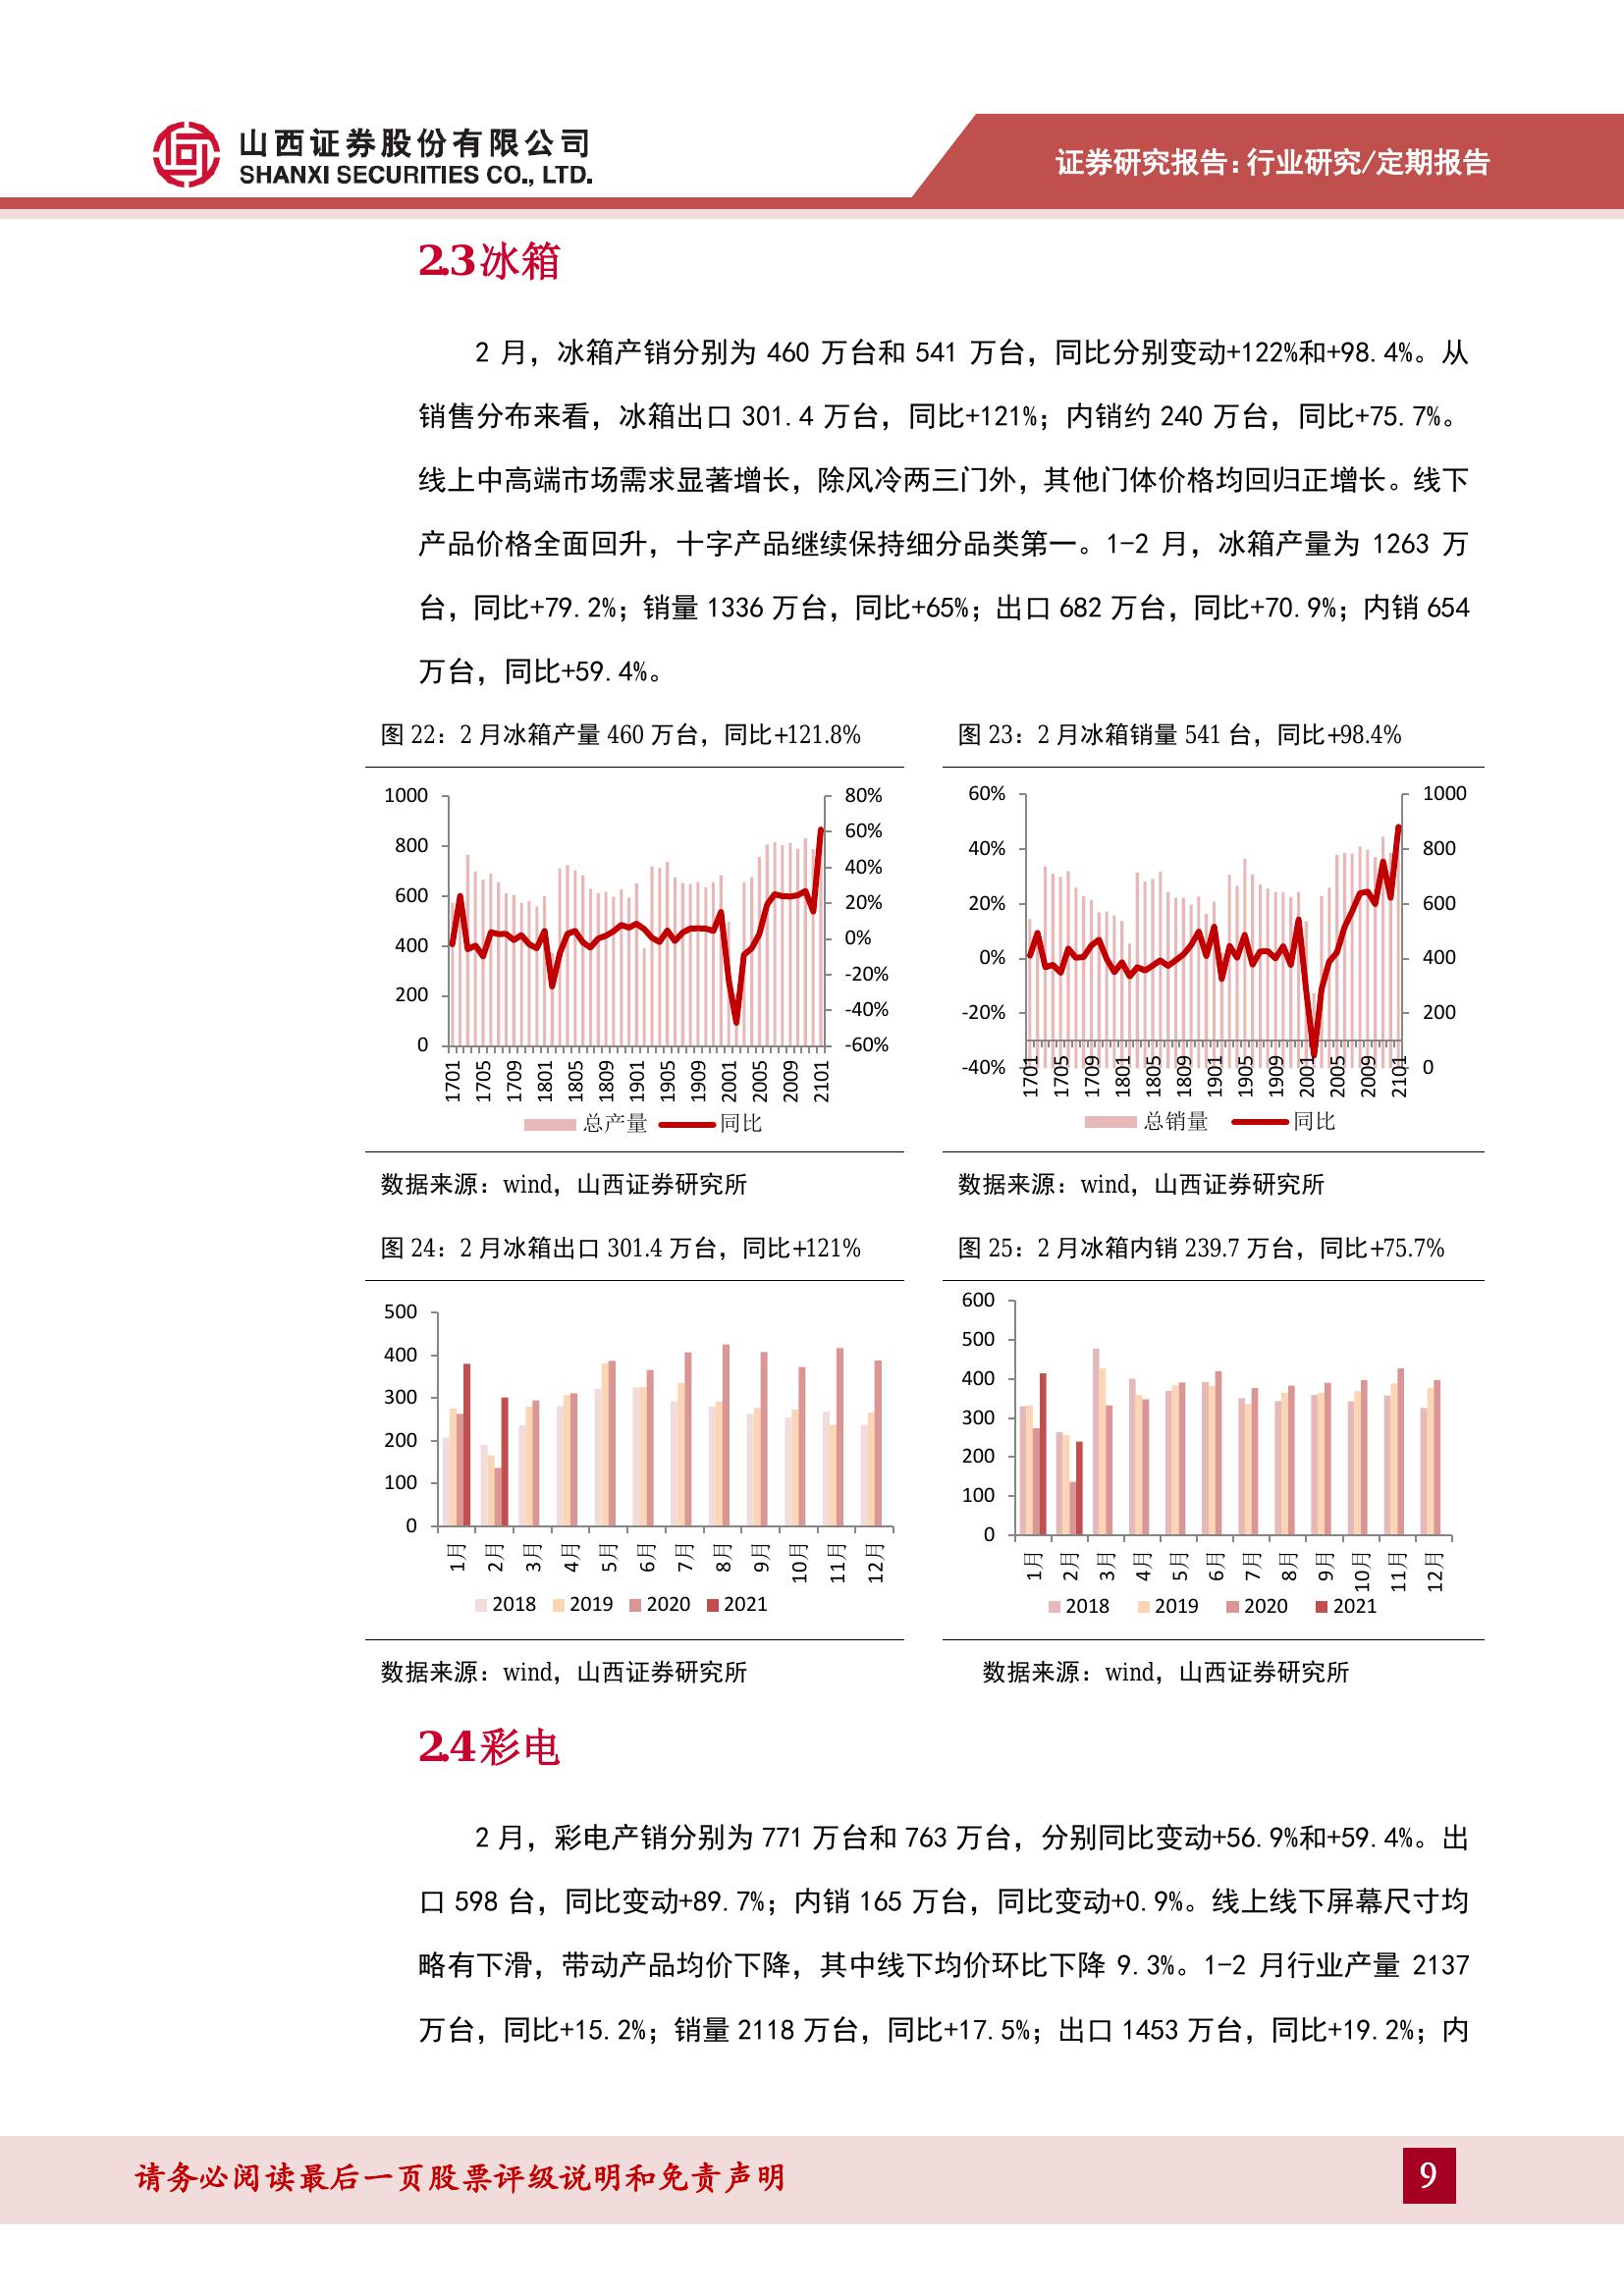 山西证券股份有限公司
SHANXI SECURITIES CO., LTD.
证券研究报告:行业研究/定期报告
2.3冰箱
2 月，冰箱产销分别为 460 万台和 541 万台，同比分别变动+122%和+98.4%。从
销售分布来看，冰箱出口 301.4 万台，同比+121%；内销约 240 万台，同比+75.7%。
线上中高端市场需求显著增长，除风冷两三门外，其他门体价格均回归正增长。线下
产品价格全面回升，十字产品继续保持细分品类第一。1-2 月，冰箱产量为 1263 万
台，同比+79.2%；销量 1336 万台，同比+65%；出口 682 万台，同比+70.9%；内销 654
万台，同比+59.4%。
图 22：2 月冰箱产量 460 万台，同比+121.8%
1000
800
600
400
200
0
80%
60%
40%
20%
0%
-20%
-40%
-60%
1701
1705
1709
1801
1805
1809
1901
1905
1909
2001
2005
2009
2101
总产量
同比
数据来源：wind，山西证券研究所
图 23：2 月冰箱销量 541 台，同比+98.4%
60%
40%
20%
0%
-20%
-40%
1000
800
600
400
200
0
1701
1705
1709
1801
1805
1809
1901
1905
1909
2001
2005
2009
2101
总销量
同比
数据来源：wind，山西证券研究所
图 24：2 月冰箱出口 301.4 万台，同比+121%
500
400
300
200
100
0
1月
2月
3月
4月
5月
6月
7月
8月
9月
10月
11月
12月
2018 2019 2020 2021
数据来源：wind，山西证券研究所
图 25：2 月冰箱内销 239.7 万台，同比+75.7%
600
500
400
300
200
100
0
1月
2月
3月
4月
5月
6月
7月
8月
9月
10月
11月
12月
2018 2019 2020 2021
数据来源：wind，山西证券研究所
2.4彩电
2 月，彩电产销分别为 771 万台和 763 万台，分别同比变动+56.9%和+59.4%。出
口 598 台，同比变动+89.7%；内销 165 万台，同比变动+0.9%。线上线下屏幕尺寸均
略有下滑，带动产品均价下降，其中线下均价环比下降 9.3%。1-2 月行业产量 2137
万台，同比+15.2%；销量 2118 万台，同比+17.5%；出口 1453 万台，同比+19.2%；内
请务必阅读最后一页股票评级说明和免责声明
9